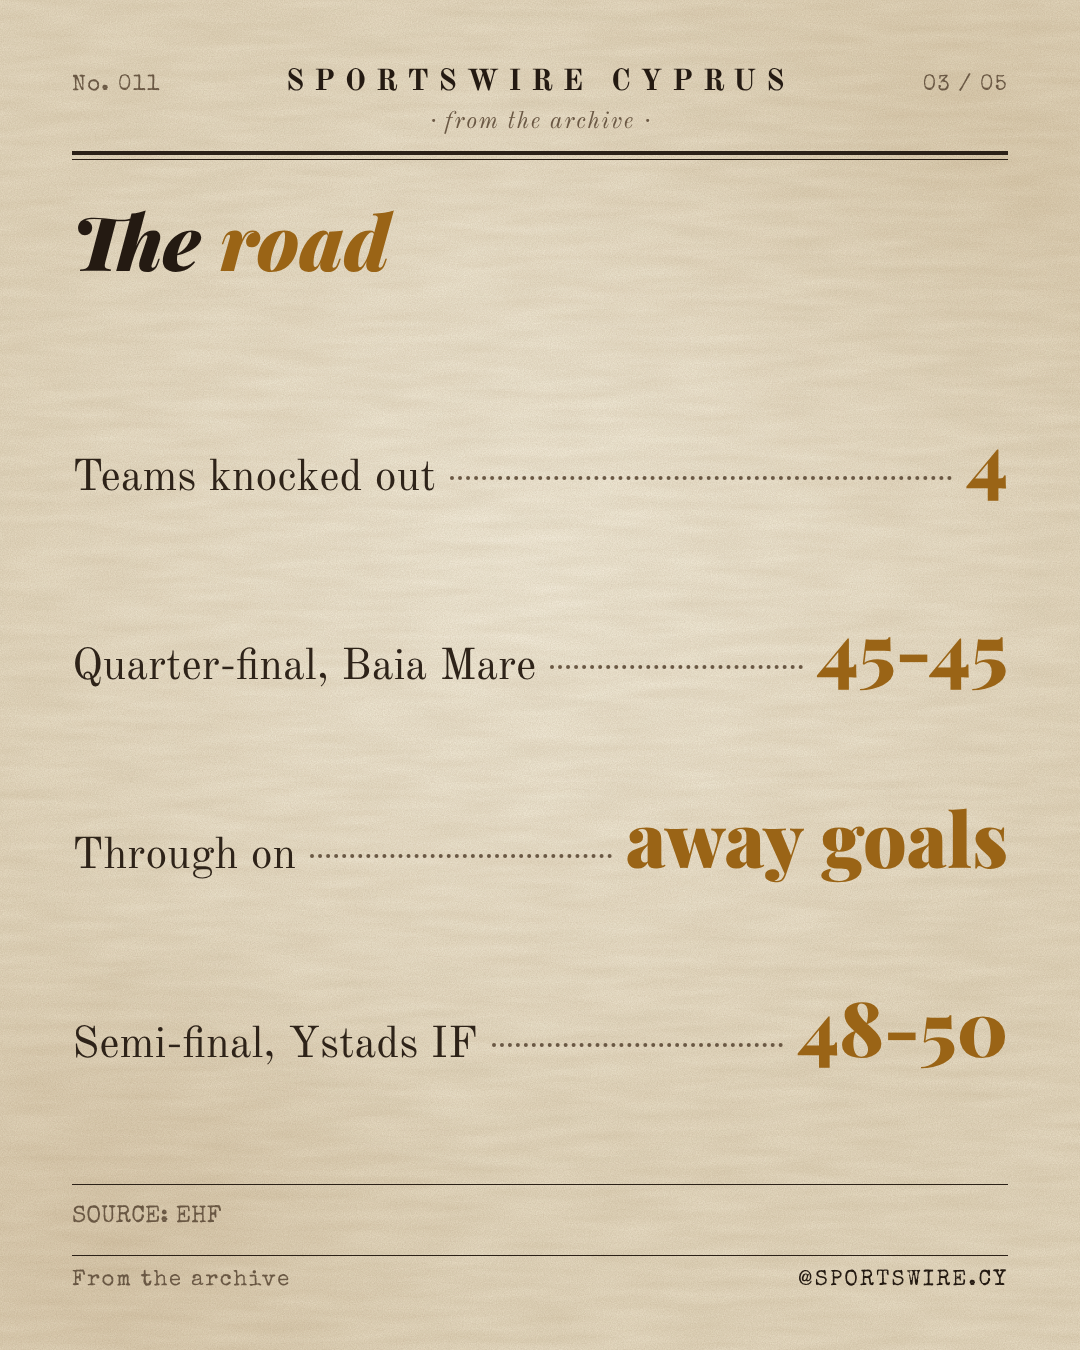 No. 011
SPORTSWIRE CYPRUS
03 / 05
· from the archive ·
The road
Teams knocked out 4
Quarter-final, Baia Mare 45–45
Through on away goals
Semi-final, Ystads IF 48–50
SOURCE: EHF
From the archive
@SPORTSWIRE.CY